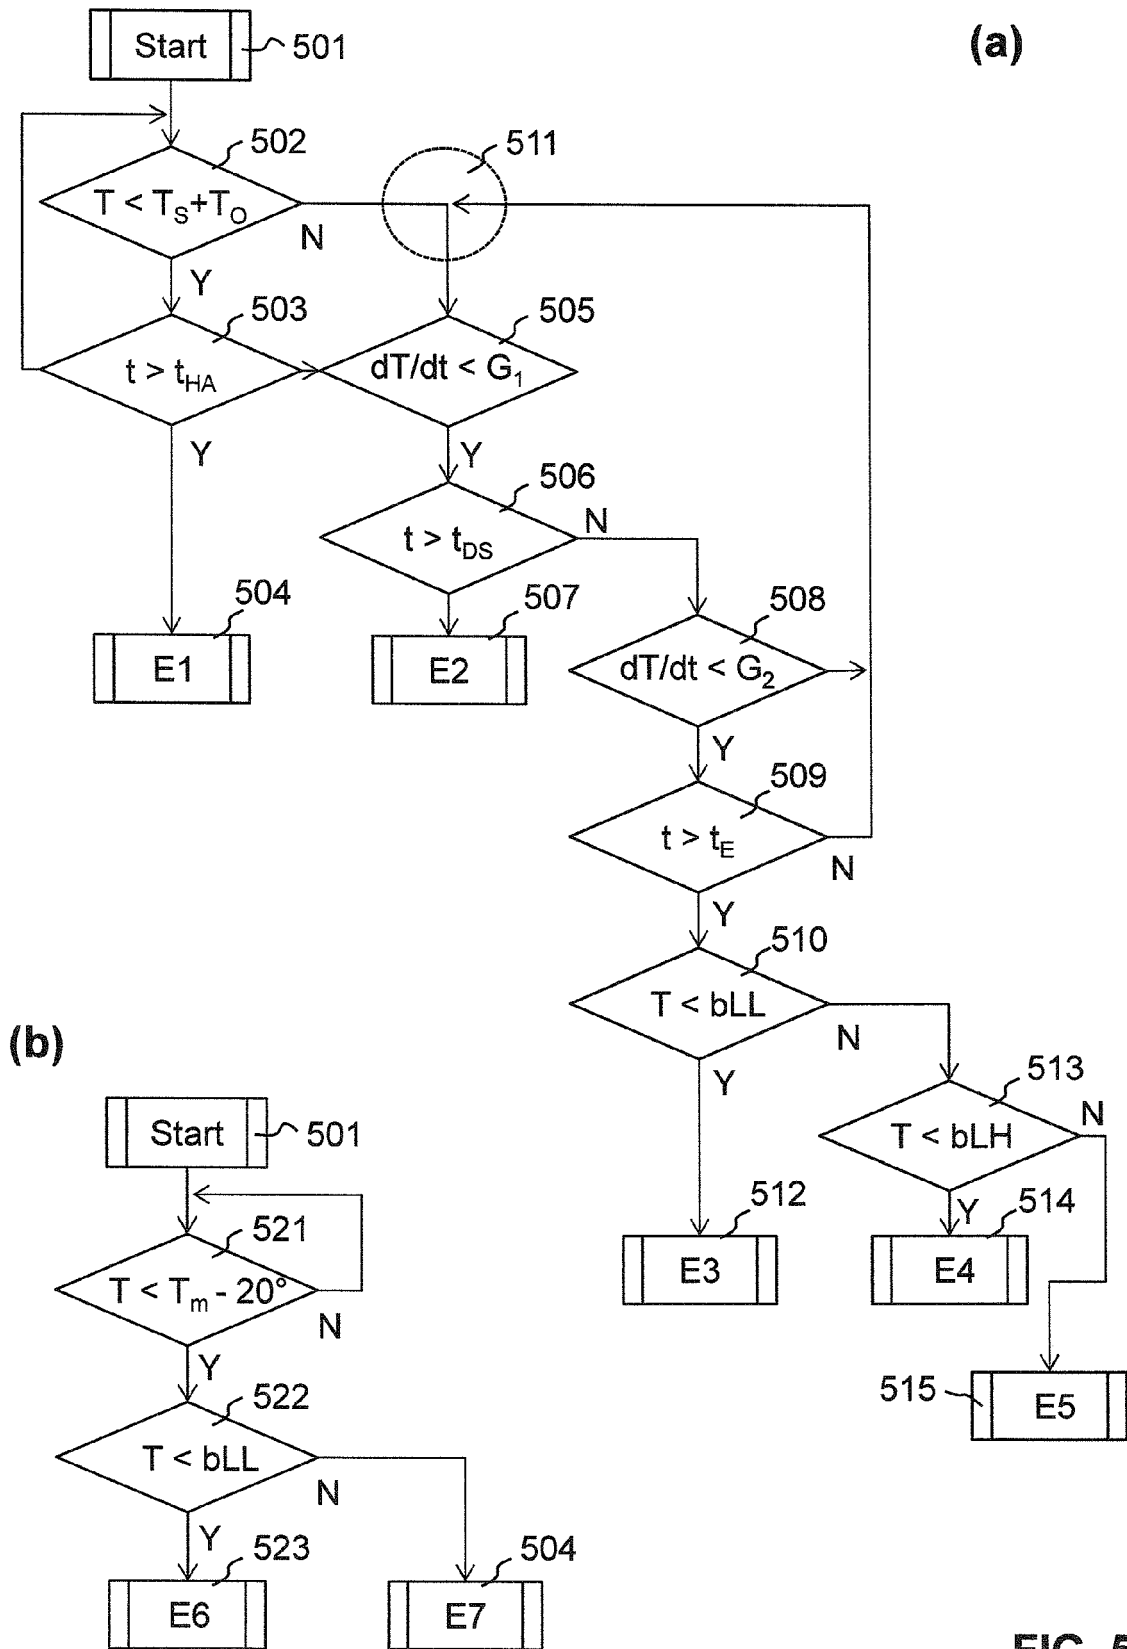 (a)
Start
501
502
T < TS+TO
N
Y
511
503
t > tHA
Y
505
dT/dt < G1
Y
506
t > tDS
N
504
E1
507
E2
508
dT/dt < G2
Y
509
t > tE
N
Y
510
T < bLL
N
Y
513
T < bLH
N
Y
512
E3
514
E4
515
E5
(b)
Start
501
521
T < Tm - 20°
N
Y
522
T < bLL
N
Y
523
E6
504
E7
FIG. 5